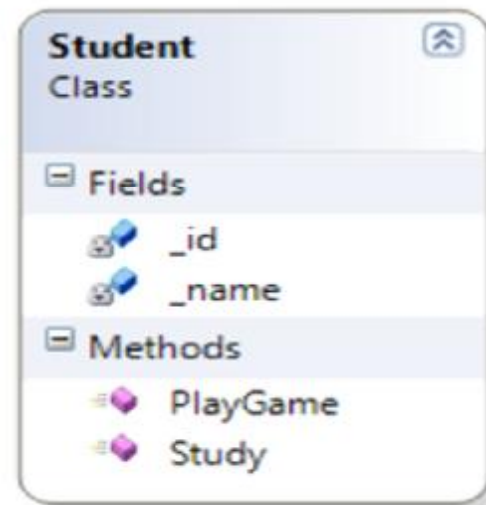 Student
Class
Fields
_id
_name
Methods
PlayGame
Study